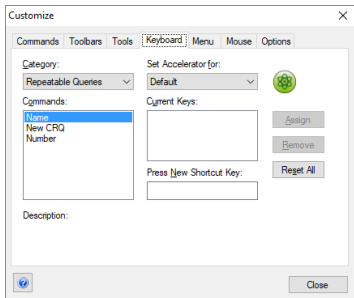 Customize
Commands Toolbars Tools Keyboard Menu Mouse Options
Category: Set Accelerator for:
Repeatable Queries Default
Commands: Current Keys:
Name
New CRQ
Number
Assign
Remove
Press New Shortcut Key: Reset All
Description:
Close